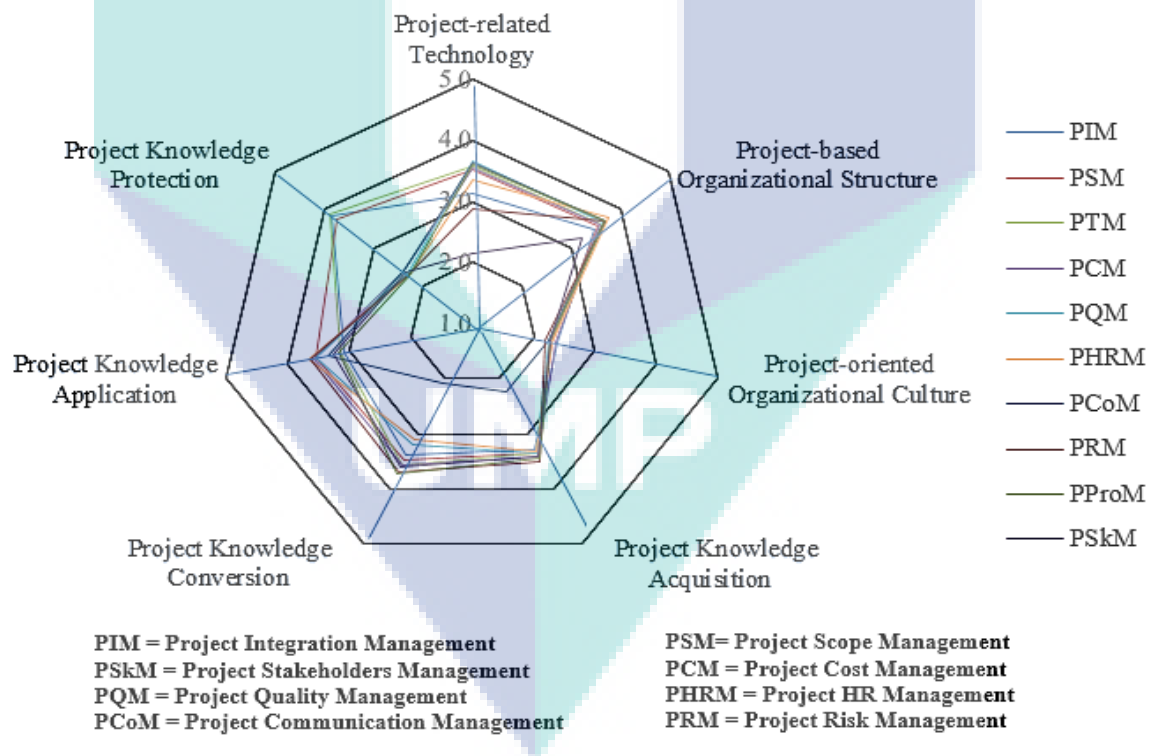 Project-related
Technology
5.0
4.0
3.0
2.0
1.0
Project Knowledge
Protection
Project-based
Organizational Structure
Project Knowledge
Application
Project-oriented
Organizational Culture
Project Knowledge
Conversion
Project Knowledge
Acquisition
PIM
PSM
PTM
PCM
PQM
PHRM
PCoM
PRM
PProM
PSkM
UMP
PIM = Project Integration Management
PSkM = Project Stakeholders Management
PQM = Project Quality Management
PCoM = Project Communication Management
PSM= Project Scope Management
PCM = Project Cost Management
PHRM = Project HR Management
PRM = Project Risk Management